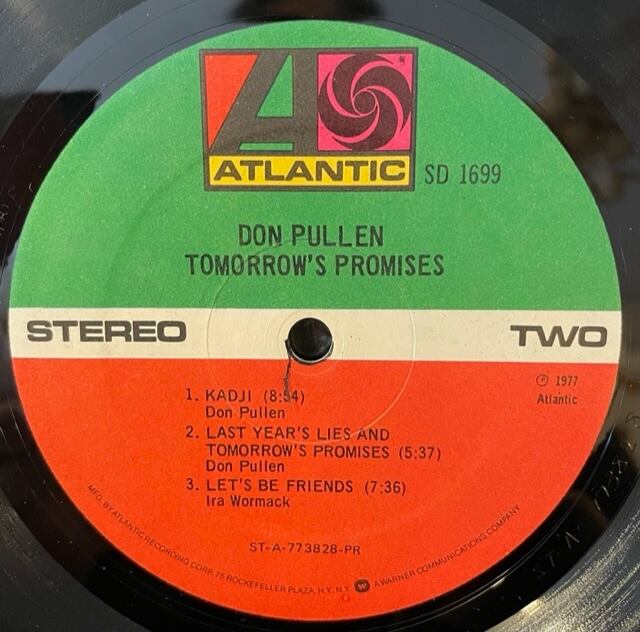 ATLANTIC
SD 1699
DON PULLEN
TOMORROW'S PROMISES
STEREO
TWO
℗ 1977
Atlantic
1. KADJI (8:54)
Don Pullen
2. LAST YEAR'S LIES AND
TOMORROW'S PROMISES (5:37)
Don Pullen
3. LET'S BE FRIENDS (7:36)
Ira Wormack
ST-A-773828-PR
MFG. BY ATLANTIC RECORDING CORP., 75 ROCKEFELLER PLAZA, N.Y., N.Y. A WARNER COMMUNICATIONS COMPANY